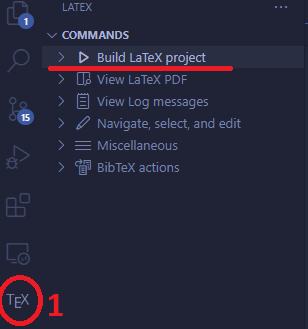 LATEX
1
COMMANDS
Build LaTeX project
View LaTeX PDF
15
View Log messages
Navigate, select, and edit
Miscellaneous
BibTeX actions
TEX
1